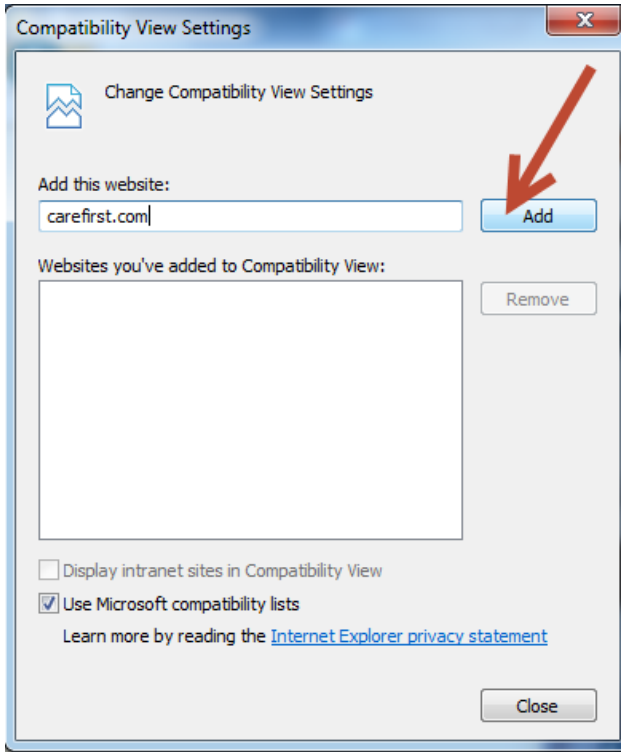 Compatibility View Settings
Change Compatibility View Settings
Add this website:
carefirst.com
Add
Websites you've added to Compatibility View:
Remove
Display intranet sites in Compatibility View
Use Microsoft compatibility lists
Learn more by reading the Internet Explorer privacy statement
Close